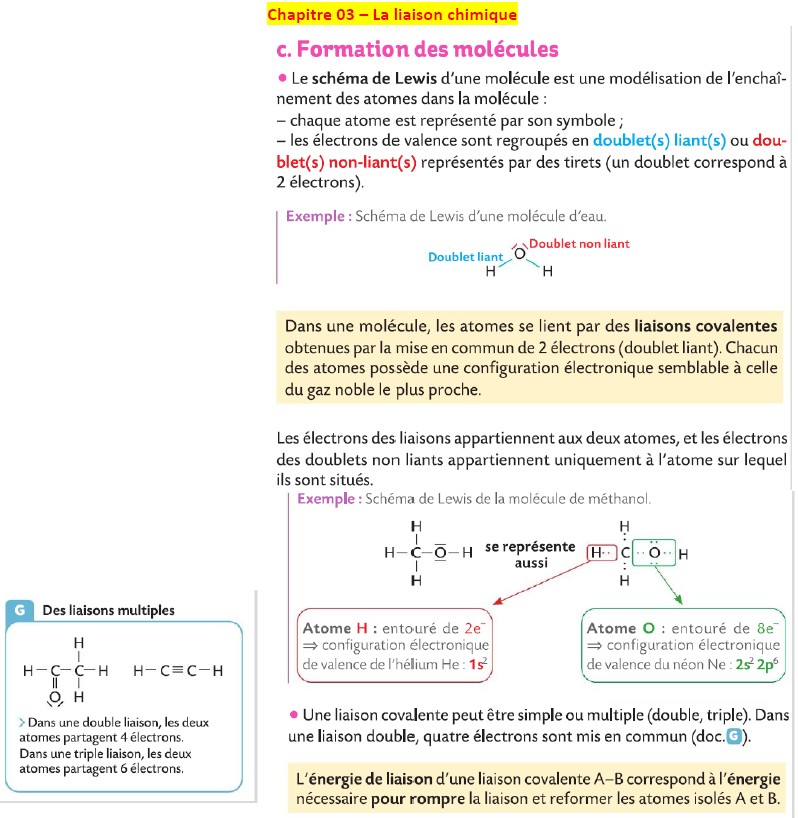 Chapitre 03 – La liaison chimique
c. Formation des molécules
• Le schéma de Lewis d'une molécule est une modélisation de l'enchaî-
nement des atomes dans la molécule :
– chaque atome est représenté par son symbole ;
– les électrons de valence sont regroupés en doublet(s) liant(s) ou dou-
blet(s) non-liant(s) représentés par des tirets (un doublet correspond à
2 électrons).
Exemple : Schéma de Lewis d'une molécule d'eau.
Doublet non liant
Doublet liant
O
H H
Dans une molécule, les atomes se lient par des liaisons covalentes
obtenues par la mise en commun de 2 électrons (doublet liant). Chacun
des atomes possède une configuration électronique semblable à celle
du gaz noble le plus proche.
Les électrons des liaisons appartiennent aux deux atomes, et les électrons
des doublets non liants appartiennent uniquement à l'atome sur lequel
ils sont situés.
Exemple : Schéma de Lewis de la molécule de méthanol.
H
H–C–O–H
H
se représente
aussi
H
H·· C ··O·· H
H
Atome H : entouré de 2e⁻
⇒ configuration électronique
de valence de l'hélium He : 1s²
Atome O : entouré de 8e⁻
⇒ configuration électronique
de valence du néon Ne : 2s² 2p⁶
G Des liaisons multiples
H
H–C–C–H
O H
H–C≡C–H
> Dans une double liaison, les deux
atomes partagent 4 électrons.
Dans une triple liaison, les deux
atomes partagent 6 électrons.
• Une liaison covalente peut être simple ou multiple (double, triple). Dans
une liaison double, quatre électrons sont mis en commun (doc. G).
L'énergie de liaison d'une liaison covalente A–B correspond à l'énergie
nécessaire pour rompre la liaison et reformer les atomes isolés A et B.